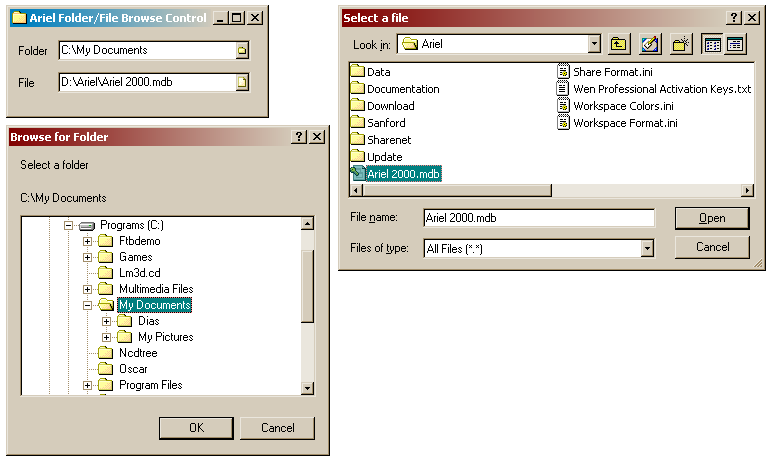 Ariel Folder/File Browse Control
Folder C:\My Documents
File D:\Ariel\Ariel 2000.mdb
Browse for Folder
Select a folder
C:\My Documents
Programs (C:)
Ftbdemo
Games
Lm3d.cd
Multimedia Files
My Documents
Dias
My Pictures
Ncdtree
Oscar
Program Files
OK Cancel
Select a file
Look in: Ariel
Data
Documentation
Download
Sanford
Sharenet
Update
Ariel 2000.mdb
Share Format.ini
Wen Professional Activation Keys.txt
Workspace Colors.ini
Workspace Format.ini
File name: Ariel 2000.mdb Open
Files of type: All Files (*.*) Cancel